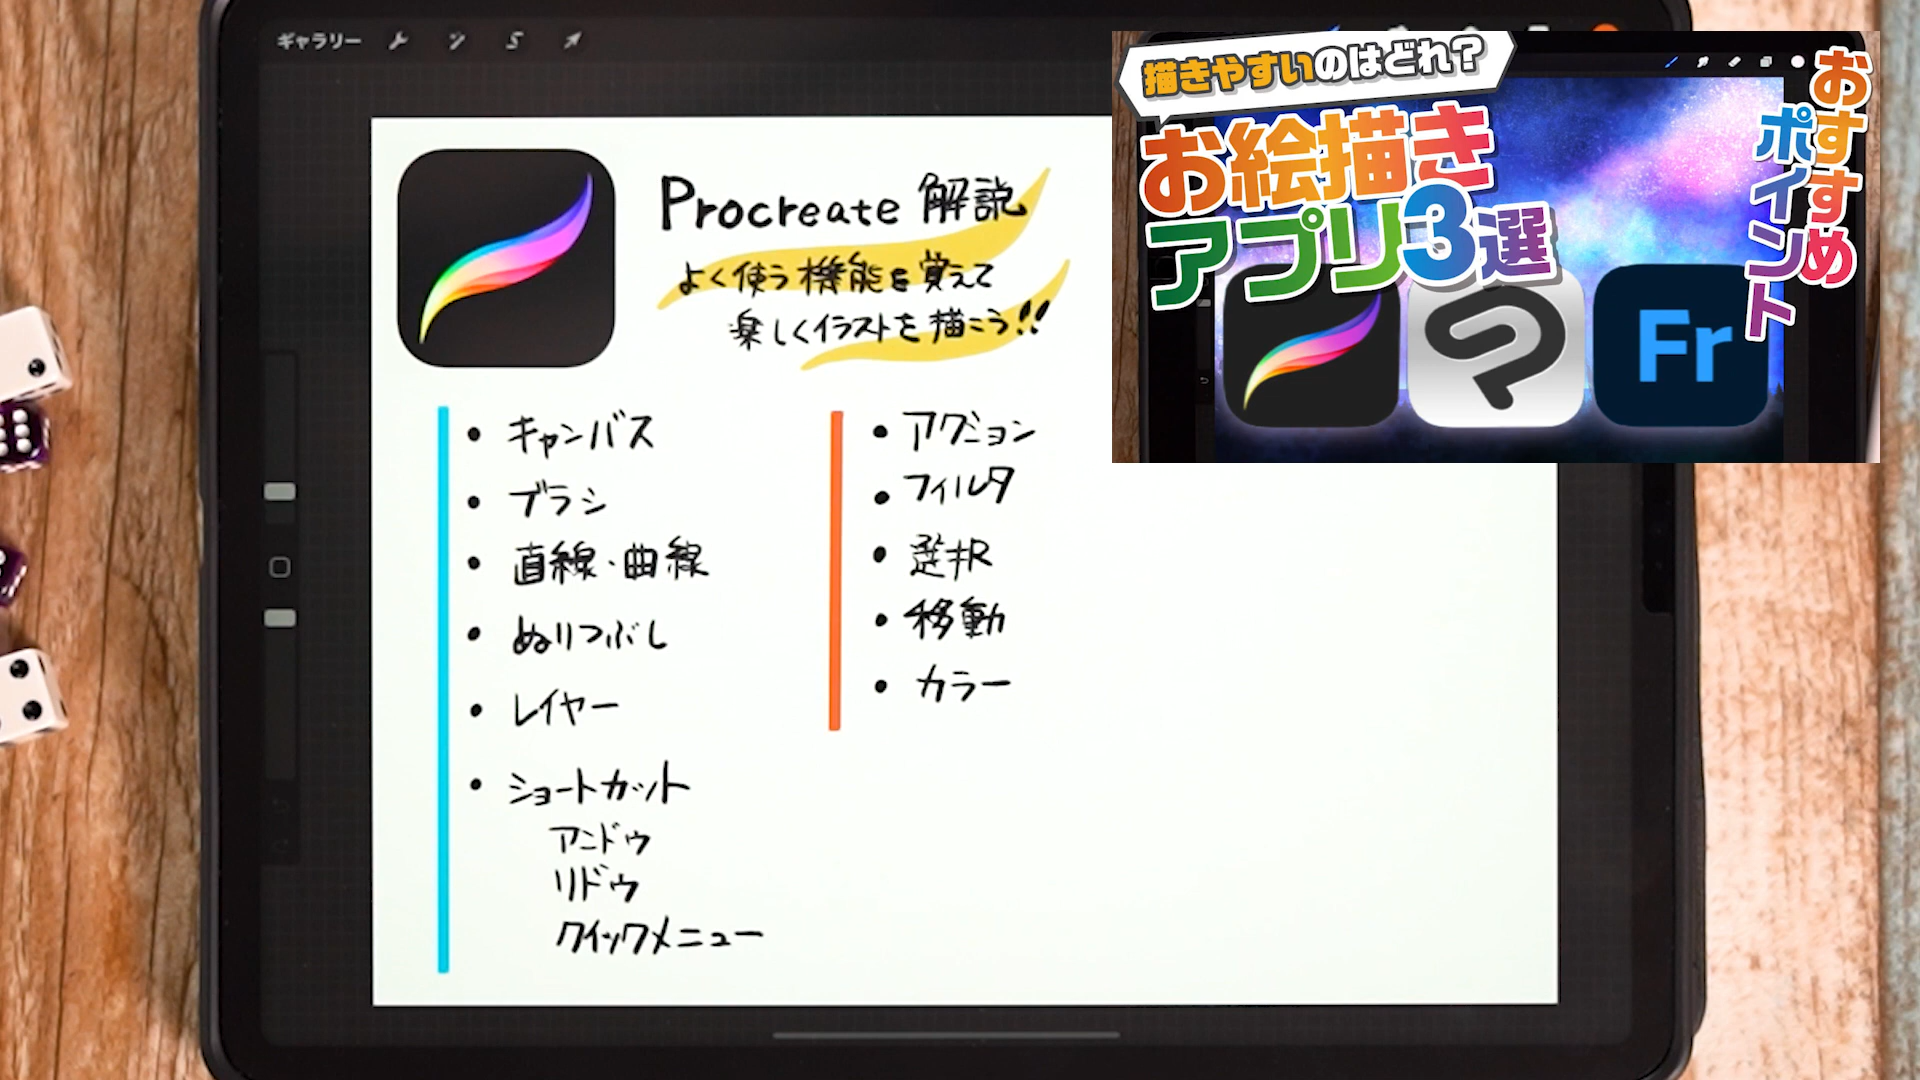 ギャラリー
Procreate 解説
よく使う機能を覚えて
楽しくイラストを描こう!!
・キャンバス
・ブラシ
・直線・曲線
・ぬりつぶし
・レイヤー
・ショートカット
アンドゥ
リドゥ
クイックメニュー
・アクション
・フィルタ
・選択
・移動
・カラー
描きやすいのはどれ？
お絵描き
アプリ3選
おすすめ
ポイント
Fr